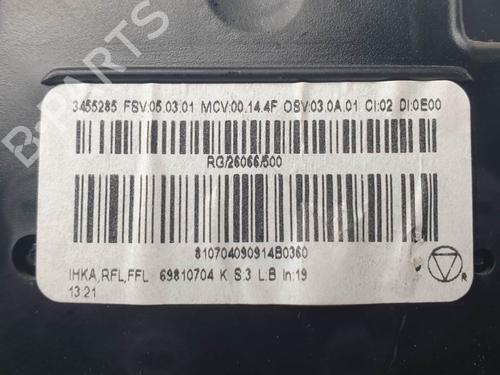 B-PARTS
3455285 FSV:05.03.01 MCV:00.14.4F OSV:03.0A.01 CI:02 DI:0E00
RG/26066/500
810704090914B0360
IHKA,RFL,FFL 69810704 K S:3 L:B In:19
13:21
R